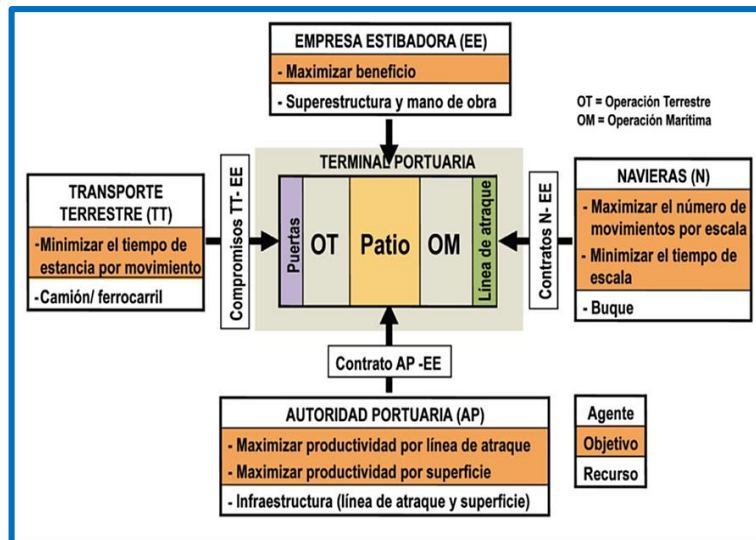 EMPRESA ESTIBADORA (EE)
- Maximizar beneficio
- Superestructura y mano de obra
OT = Operación Terrestre
OM = Operación Marítima
TERMINAL PORTUARIA
TRANSPORTE
TERRESTRE (TT)
-Minimizar el tiempo de
estancia por movimiento
-Camión/ ferrocarril
Compromisos TT- EE
Puertas
OT
Patio
OM
Línea de atraque
Contratos N- EE
NAVIERAS (N)
- Maximizar el número de
movimientos por escala
- Minimizar el tiempo de
escala
- Buque
Contrato AP -EE
AUTORIDAD PORTUARIA (AP)
- Maximizar productividad por línea de atraque
- Maximizar productividad por superficie
- Infraestructura (línea de atraque y superficie)
Agente
Objetivo
Recurso